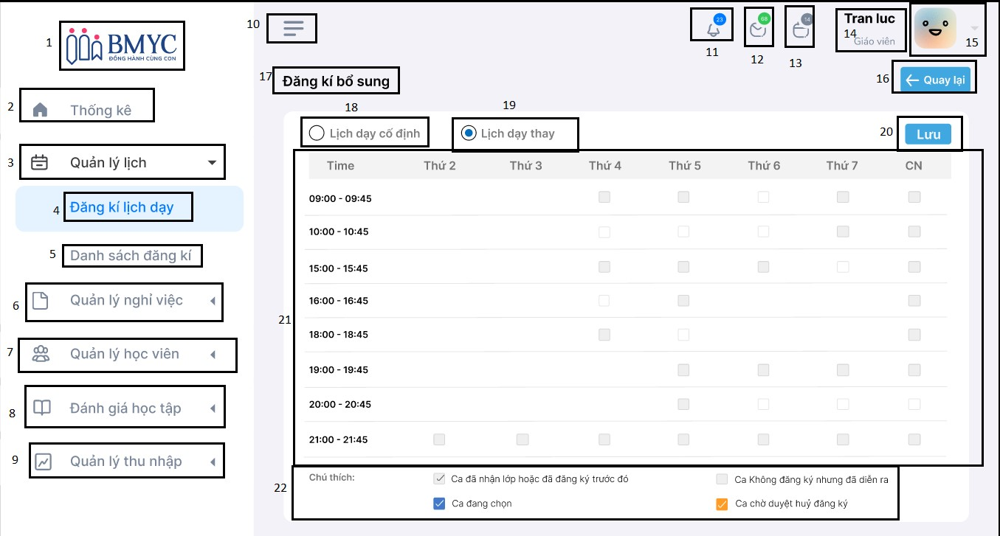 1
BMYC
ĐỒNG HÀNH CÙNG CON
10
23
11
68
12
14
13
Tran luc
14
Giáo viên
15
2
Thống kê
17
Đăng kí bổ sung
16
Quay lại
3
Quản lý lịch
18
Lịch dạy cố định
19
Lịch dạy thay
20
Lưu
4
Đăng kí lịch dạy
5
Danh sách đăng kí
6
Quản lý nghỉ việc
7
Quản lý học viên
8
Đánh giá học tập
9
Quản lý thu nhập
21
Time Thứ 2 Thứ 3 Thứ 4 Thứ 5 Thứ 6 Thứ 7 CN
09:00 - 09:45
10:00 - 10:45
15:00 - 15:45
16:00 - 16:45
18:00 - 18:45
19:00 - 19:45
20:00 - 20:45
21:00 - 21:45
22
Chú thích:
Ca đã nhận lớp hoặc đã đăng ký trước đó
Ca Không đăng ký nhưng đã diễn ra
Ca đang chọn
Ca chờ duyệt huỷ đăng ký